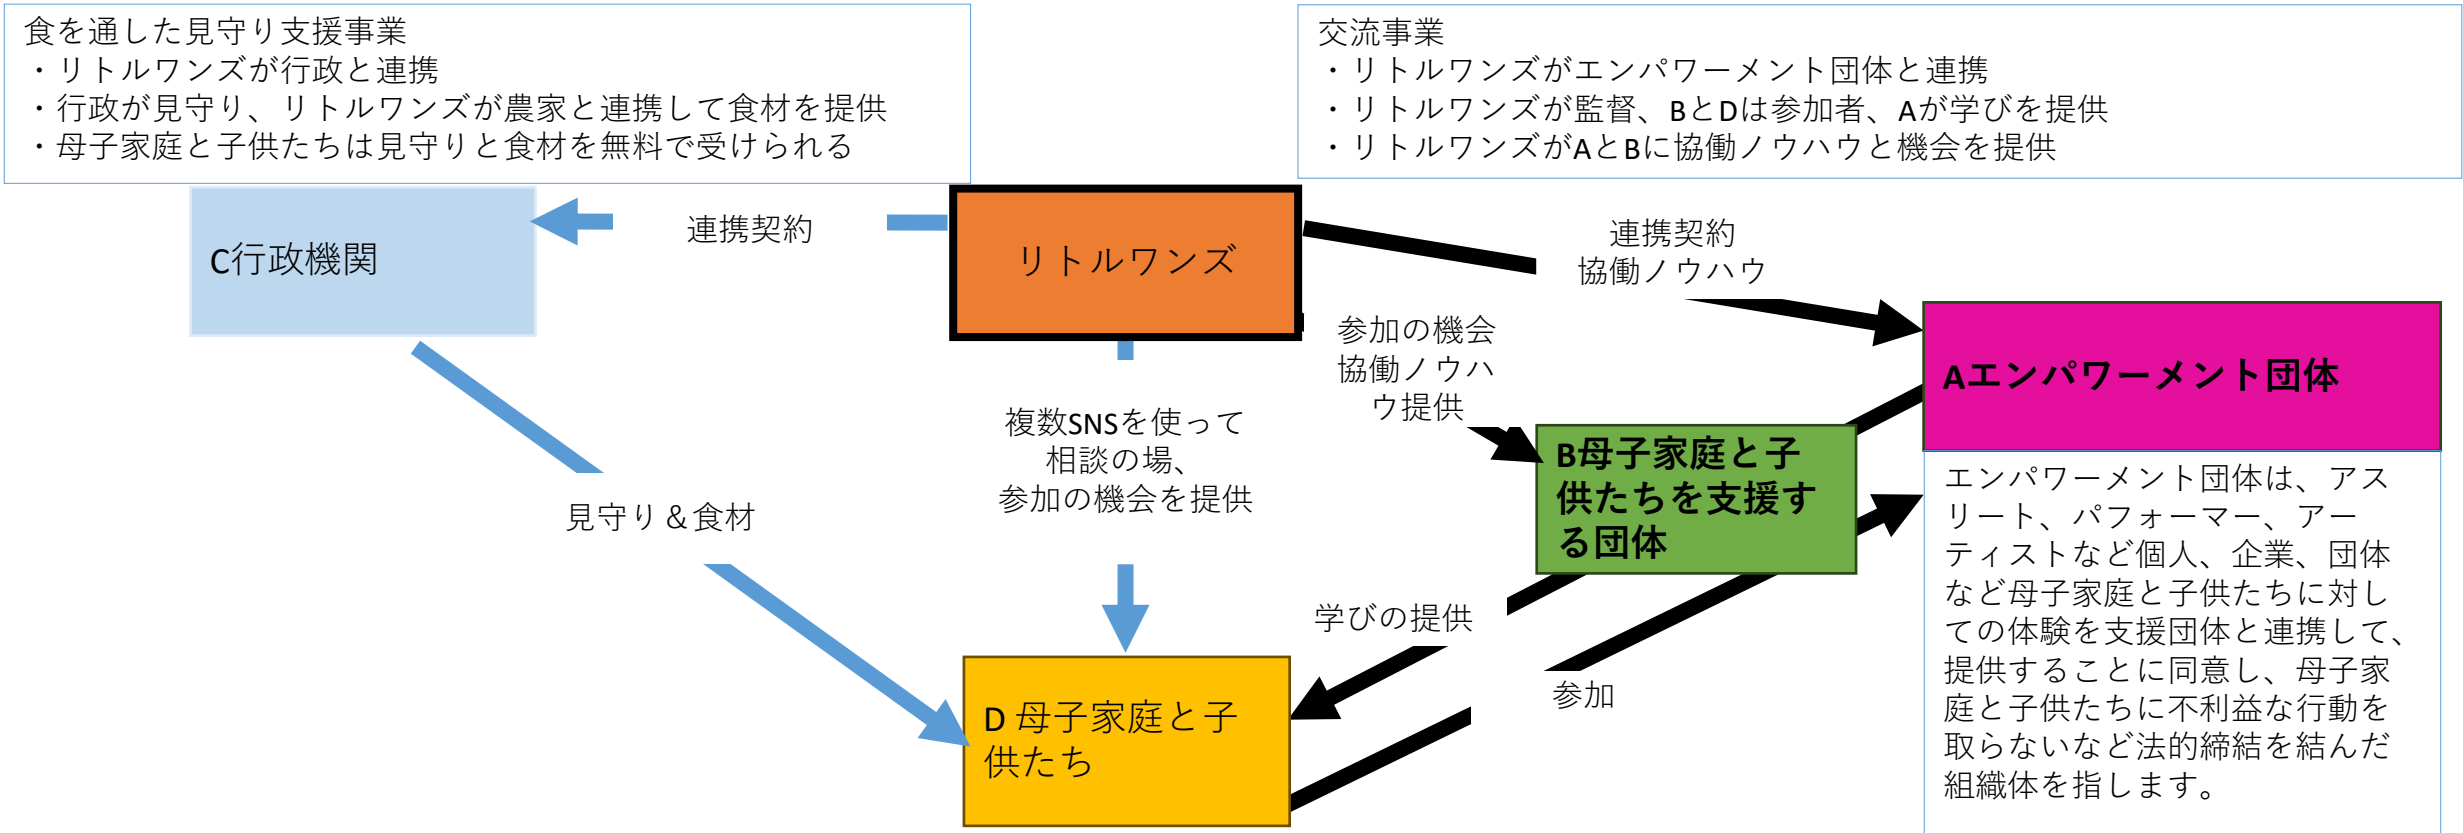 食を通した見守り支援事業
・リトルワンズが行政と連携
・行政が見守り、リトルワンズが農家と連携して食材を提供
・母子家庭と子供たちは見守りと食材を無料で受けられる
交流事業
・リトルワンズがエンパワーメント団体と連携
・リトルワンズが監督、BとDは参加者、Aが学びを提供
・リトルワンズがAとBに協働ノウハウと機会を提供
C行政機関
連携契約
リトルワンズ
連携契約
協働ノウハウ
参加の機会
協働ノウハ
ウ提供
Aエンパワーメント団体
複数SNSを使って
相談の場、
参加の機会を提供
B母子家庭と子
供たちを支援す
る団体
見守り＆食材
エンパワーメント団体は、アス
リート、パフォーマー、アー
ティストなど個人、企業、団体
など母子家庭と子供たちに対し
ての体験を支援団体と連携して、
提供することに同意し、母子家
庭と子供たちに不利益な行動を
取らないなど法的締結を結んだ
組織体を指します。
学びの提供
参加
D 母子家庭と子
供たち